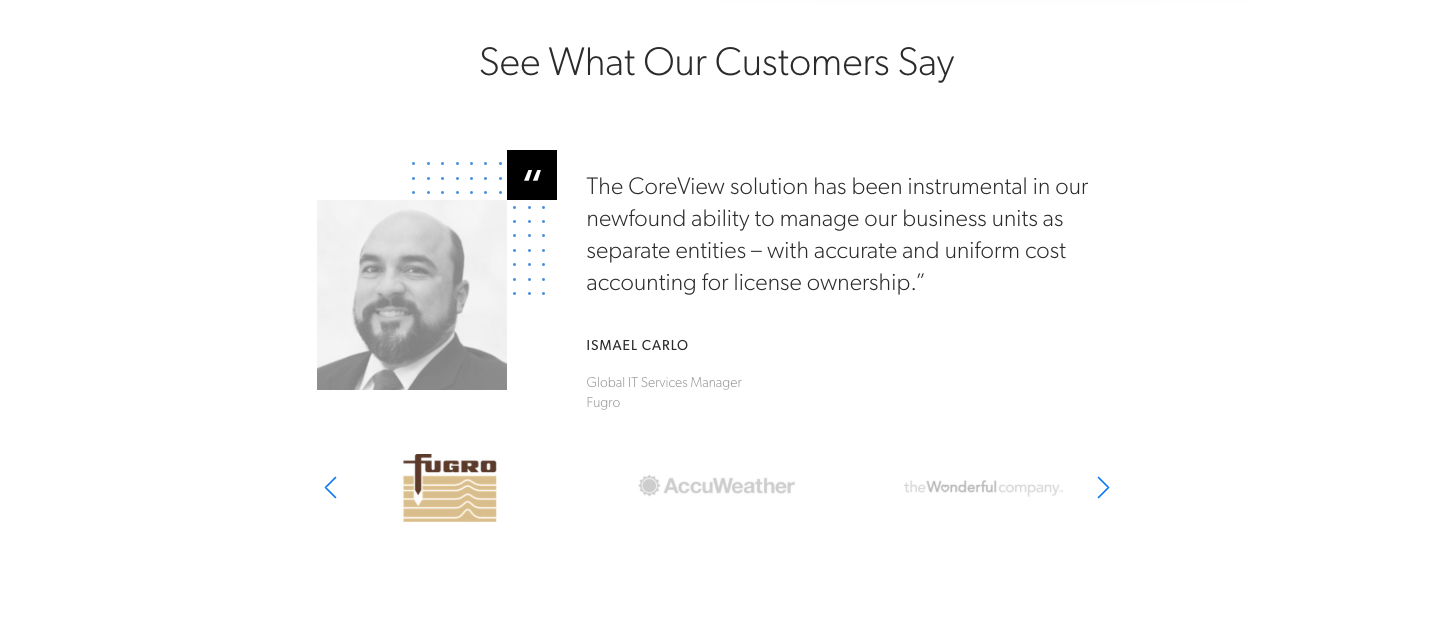 See What Our Customers Say
“
The CoreView solution has been instrumental in our
newfound ability to manage our business units as
separate entities – with accurate and uniform cost
accounting for license ownership.”
ISMAEL CARLO
Global IT Services Manager
Fugro
fUGRO
AccuWeather
theWonderfulcompany.